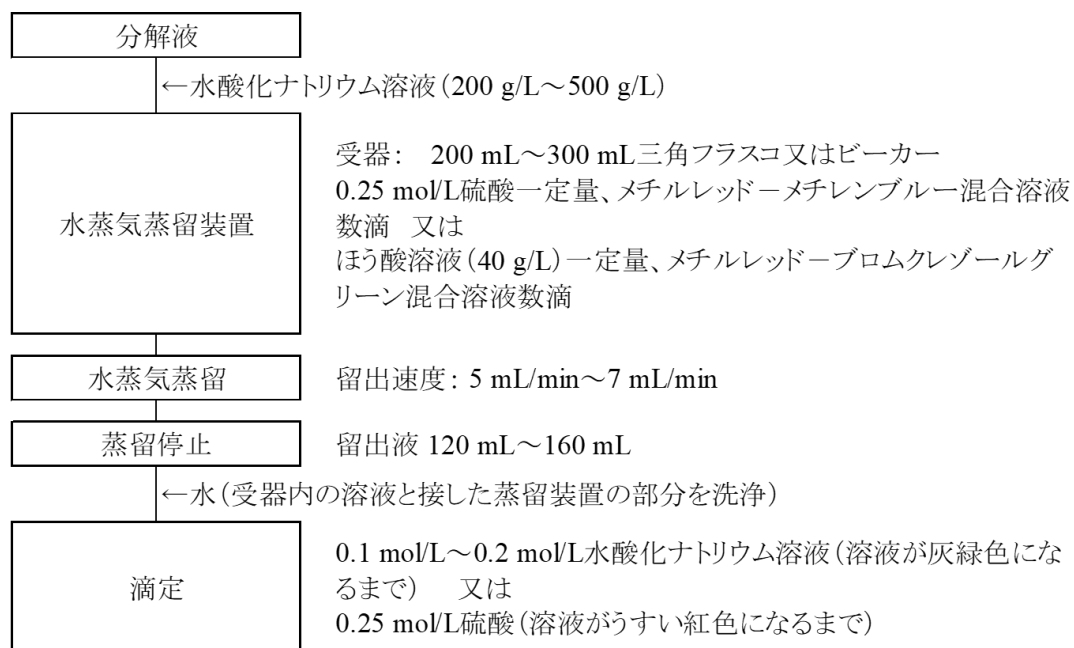 分解液
←水酸化ナトリウム溶液(200 g/L~500 g/L)
水蒸気蒸留装置
受器: 200 mL~300 mL三角フラスコ又はビーカー
0.25 mol/L硫酸一定量、メチルレッド-メチレンブルー混合溶液
数滴 又は
ほう酸溶液(40 g/L)一定量、メチルレッド-ブロムクレゾールグ
リーン混合溶液数滴
水蒸気蒸留
留出速度: 5 mL/min~7 mL/min
蒸留停止
留出液 120 mL~160 mL
←水(受器内の溶液と接した蒸留装置の部分を洗浄)
滴定
0.1 mol/L~0.2 mol/L水酸化ナトリウム溶液(溶液が灰緑色にな
るまで) 又は
0.25 mol/L硫酸(溶液がうすい紅色になるまで)